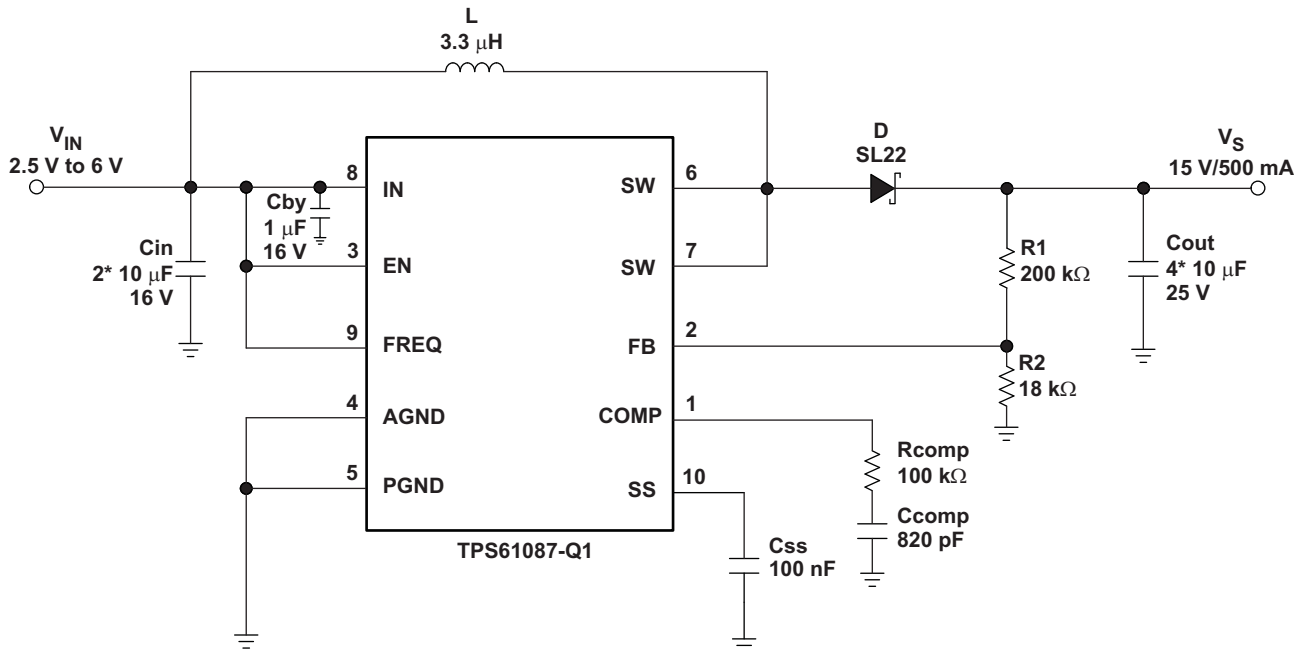 L
3.3 μH
V_IN
2.5 V to 6 V
D
SL22
V_S
15 V/500 mA
8
IN
SW
6
Cby
1 μF
16 V
Cin
2* 10 μF
16 V
3
EN
SW
7
R1
200 kΩ
Cout
4* 10 μF
25 V
9
FREQ
FB
2
R2
18 kΩ
4
AGND
COMP
1
Rcomp
100 kΩ
5
PGND
SS
10
Ccomp
820 pF
TPS61087-Q1
Css
100 nF